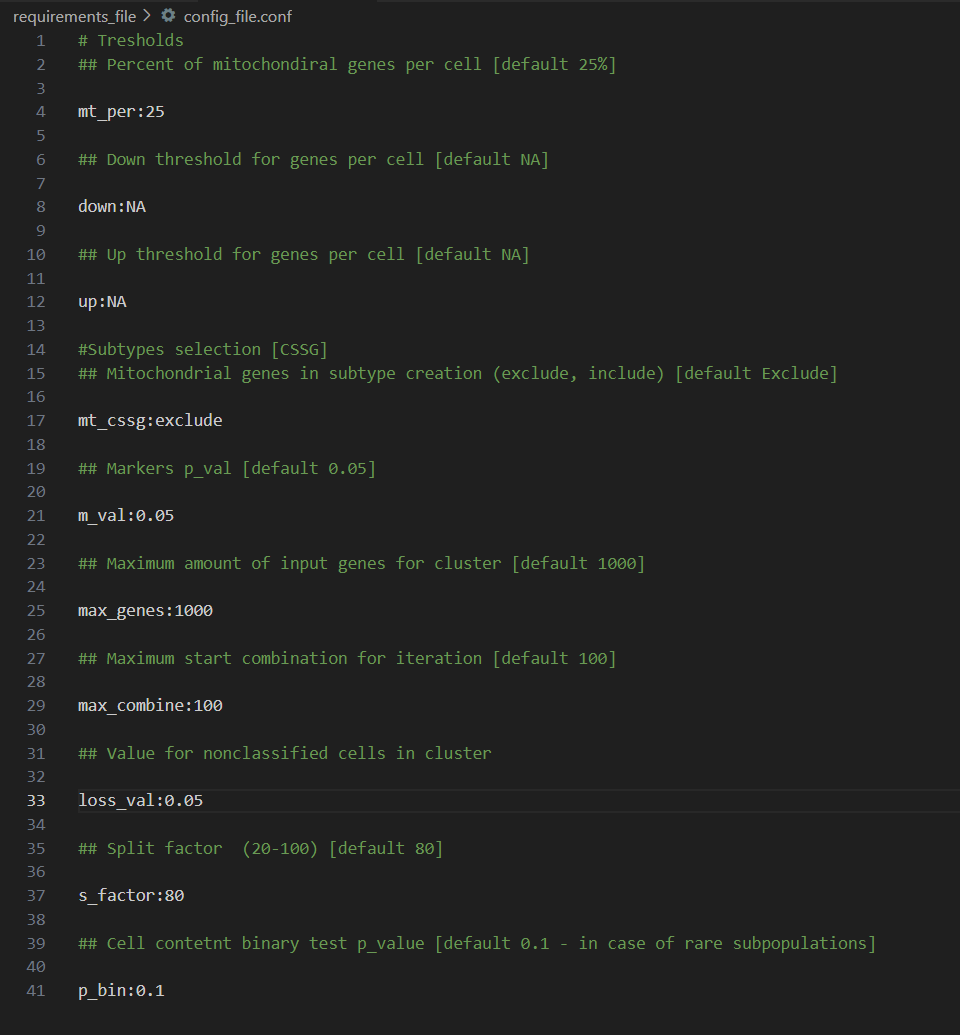 requirements_file > config_file.conf
1 # Tresholds
2 ## Percent of mitochondiral genes per cell [default 25%]
3
4 mt_per:25
5
6 ## Down threshold for genes per cell [default NA]
7
8 down:NA
9
10 ## Up threshold for genes per cell [default NA]
11
12 up:NA
13
14 #Subtypes selection [CSSG]
15 ## Mitochondrial genes in subtype creation (exclude, include) [default Exclude]
16
17 mt_cssg:exclude
18
19 ## Markers p_val [default 0.05]
20
21 m_val:0.05
22
23 ## Maximum amount of input genes for cluster [default 1000]
24
25 max_genes:1000
26
27 ## Maximum start combination for iteration [default 100]
28
29 max_combine:100
30
31 ## Value for nonclassified cells in cluster
32
33 loss_val:0.05
34
35 ## Split factor  (20-100) [default 80]
36
37 s_factor:80
38
39 ## Cell contetnt binary test p_value [default 0.1 - in case of rare subpopulations]
40
41 p_bin:0.1